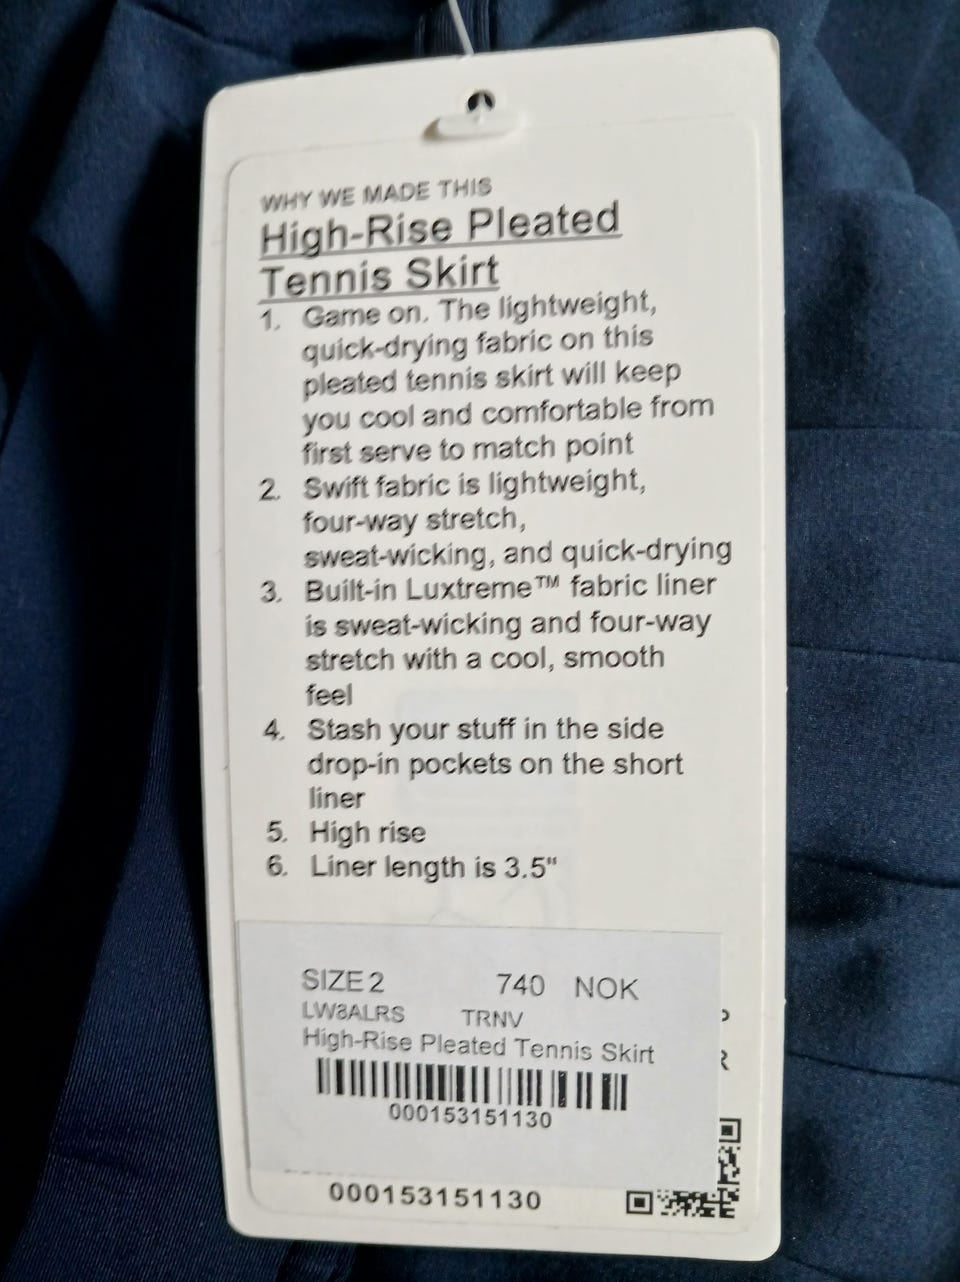 WHY WE MADE THIS
High-Rise Pleated
Tennis Skirt
1. Game on. The lightweight,
quick-drying fabric on this
pleated tennis skirt will keep
you cool and comfortable from
first serve to match point
2. Swift fabric is lightweight,
four-way stretch,
sweat-wicking, and quick-drying
3. Built-in Luxtreme™ fabric liner
is sweat-wicking and four-way
stretch with a cool, smooth
feel
4. Stash your stuff in the side
drop-in pockets on the short
liner
5. High rise
6. Liner length is 3.5"
SIZE 2 740 NOK
LW8ALRS TRNV
High-Rise Pleated Tennis Skirt
000153151130
000153151130